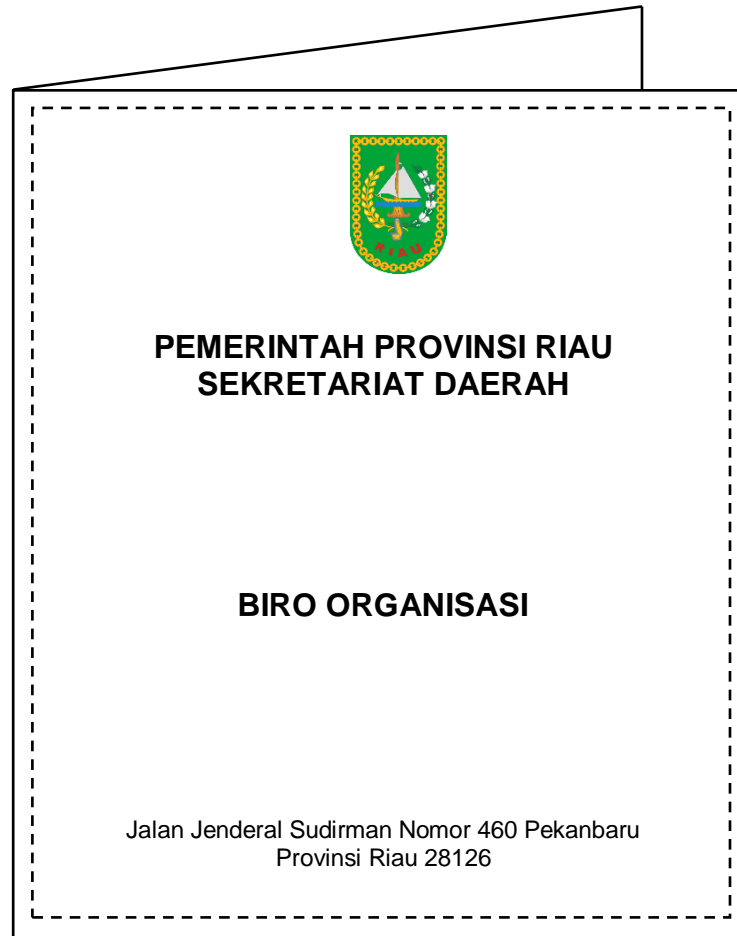 RIAU
PEMERINTAH PROVINSI RIAU
SEKRETARIAT DAERAH
BIRO ORGANISASI
Jalan Jenderal Sudirman Nomor 460 Pekanbaru
Provinsi Riau 28126